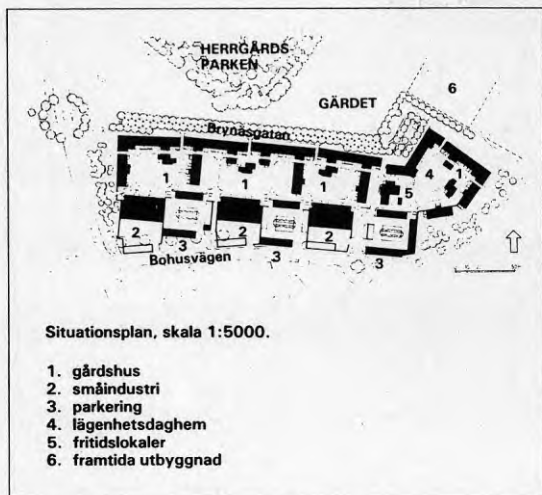 HERRGÅRDS
PARKEN
6
GÄRDET
Brynäsgatan
1
1
1
4
1
5
2
2
2
3
3
3
Bohusvägen
Situationsplan, skala 1:5000.
1. gårdshus
2. småindustri
3. parkering
4. lägenhetsdaghem
5. fritidslokaler
6. framtida utbyggnad